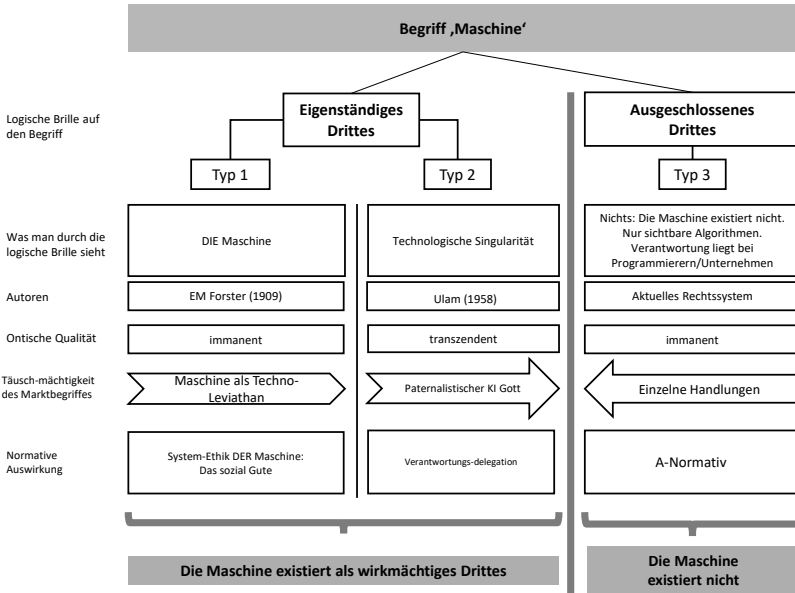 Begriff ‚Maschine‘
Logische Brille auf
den Begriff
Eigenständiges
Drittes
Ausgeschlossenes
Drittes
Typ 1
Typ 2
Typ 3
Was man durch die
logische Brille sieht
DIE Maschine
Technologische Singularität
Nichts: Die Maschine existiert nicht.
Nur sichtbare Algorithmen.
Verantwortung liegt bei
Programmierern/Unternehmen
Autoren
EM Forster (1909)
Ulam (1958)
Aktuelles Rechtssystem
Ontische Qualität
immanent
transzendent
immanent
Täusch-mächtigkeit
des Marktbegriffes
Maschine als Techno-
Leviathan
Paternalistischer KI Gott
Einzelne Handlungen
Normative
Auswirkung
System-Ethik DER Maschine:
Das sozial Gute
Verantwortungs-delegation
A-Normativ
Die Maschine existiert als wirkmächtiges Drittes
Die Maschine
existiert nicht